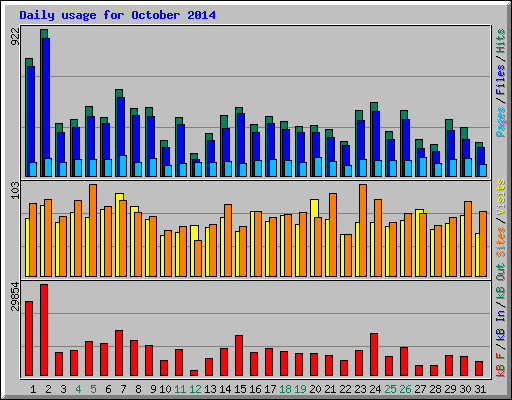 Daily usage for October 2014
922
103
29854
Pages / Files / Hits
Sites / Visits
kB F / kB In / kB Out
1 2 3 4 5 6 7 8 9 10 11 12 13 14 15 16 17 18 19 20 21 22 23 24 25 26 27 28 29 30 31